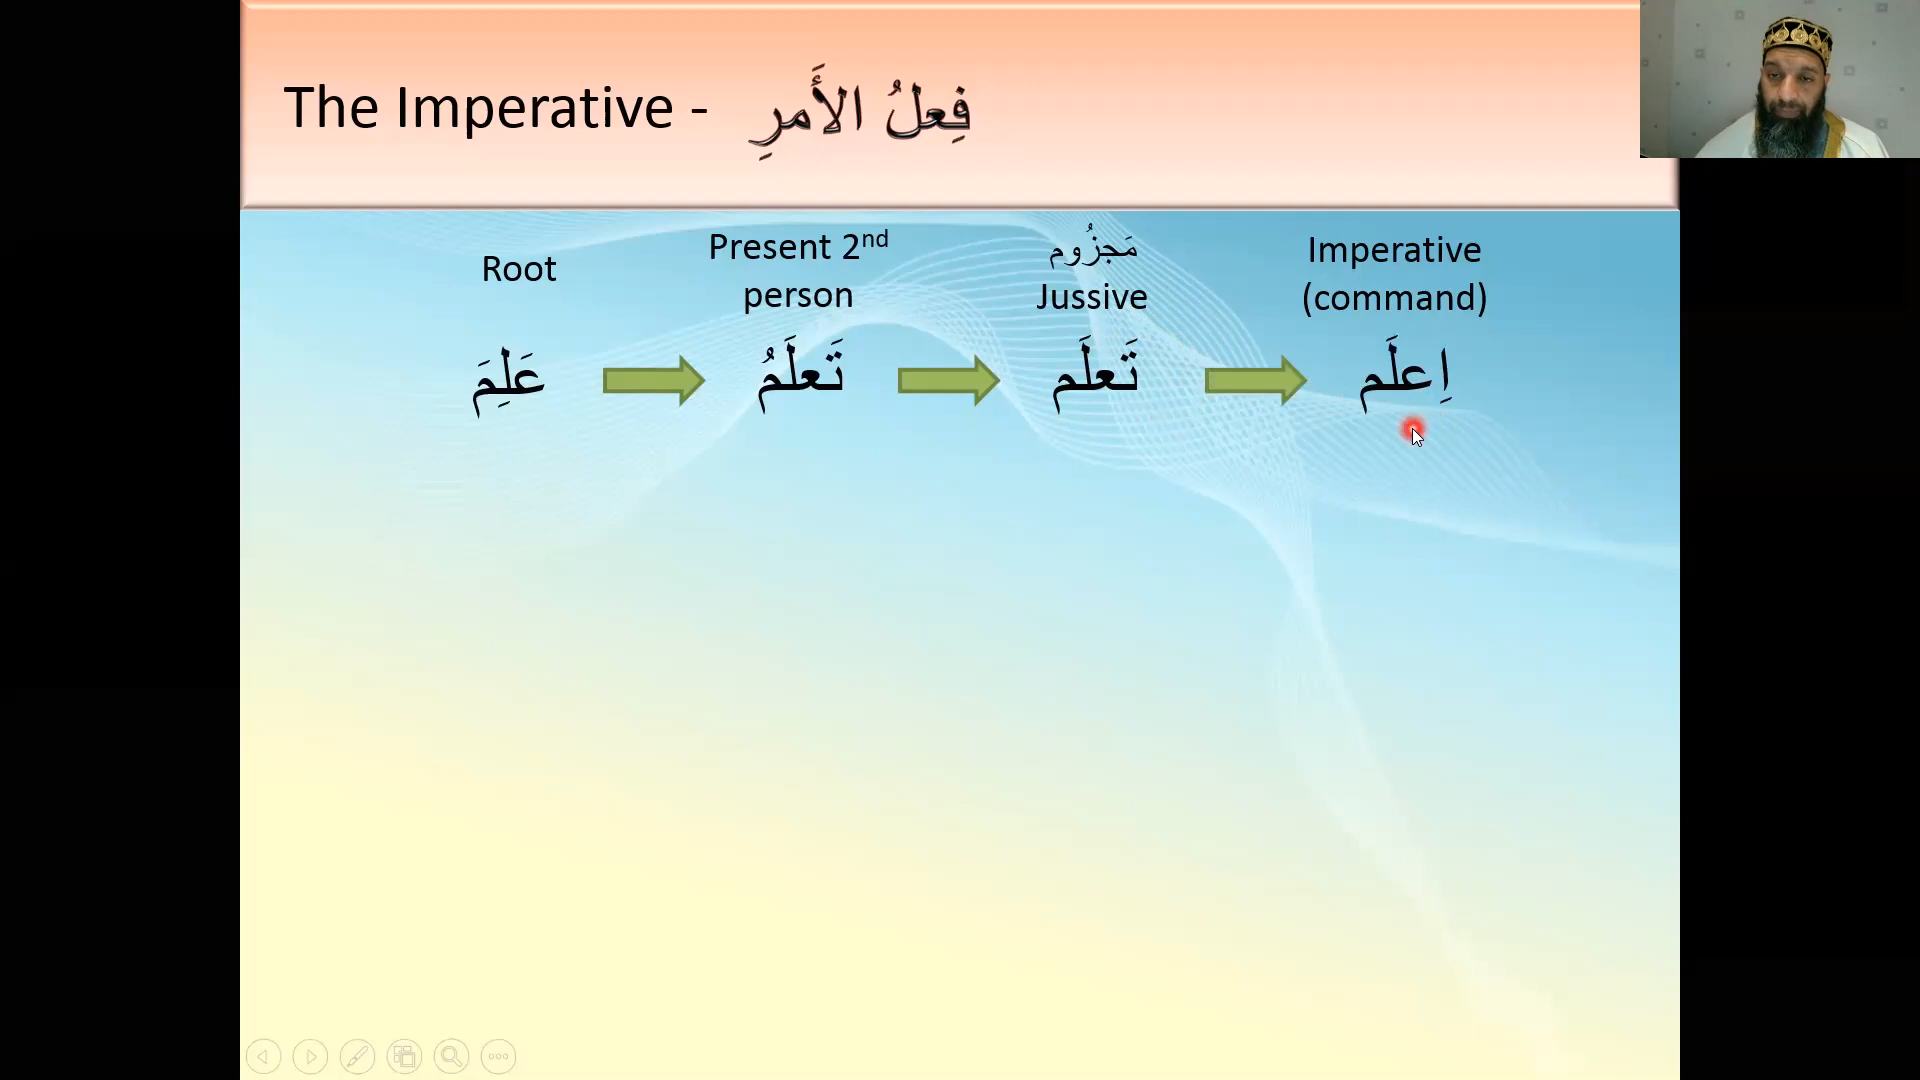 The Imperative - فِعلُ الأَمرِ
Root
Present 2nd
person
مَجزُوم
Jussive
Imperative
(command)
عَلِمَ
تَعلَمُ
تَعلَم
اِعلَم